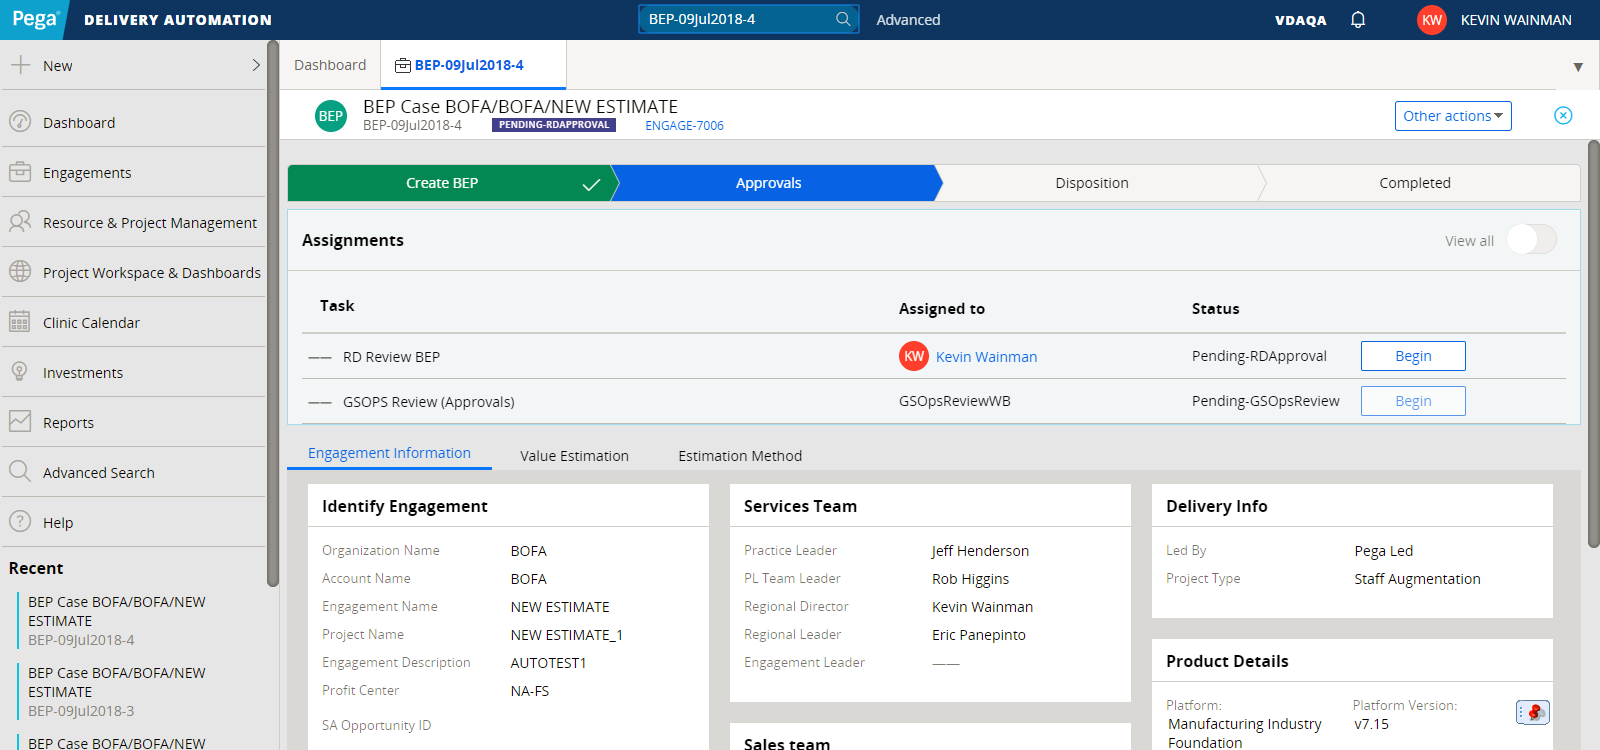 Pega DELIVERY AUTOMATION BEP-09Jul2018-4 Advanced VDAQA KW KEVIN WAINMAN
New
Dashboard
Engagements
Resource & Project Management
Project Workspace & Dashboards
Clinic Calendar
Investments
Reports
Advanced Search
Help
Recent
BEP Case BOFA/BOFA/NEW
ESTIMATE
BEP-09Jul2018-4
BEP Case BOFA/BOFA/NEW
ESTIMATE
BEP-09Jul2018-3
BEP Case BOFA/BOFA/NEW
Dashboard BEP-09Jul2018-4
BEP BEP Case BOFA/BOFA/NEW ESTIMATE
BEP-09Jul2018-4 PENDING-RDAPPROVAL ENGAGE-7006
Other actions
Create BEP Approvals Disposition Completed
Assignments View all
Task Assigned to Status
RD Review BEP KW Kevin Wainman Pending-RDApproval Begin
GSOPS Review (Approvals) GSOpsReviewWB Pending-GSOpsReview Begin
Engagement Information Value Estimation Estimation Method
Identify Engagement
Organization Name BOFA
Account Name BOFA
Engagement Name NEW ESTIMATE
Project Name NEW ESTIMATE_1
Engagement Description AUTOTEST1
Profit Center NA-FS
SA Opportunity ID
Services Team
Practice Leader Jeff Henderson
PL Team Leader Rob Higgins
Regional Director Kevin Wainman
Regional Leader Eric Panepinto
Engagement Leader ——
Sales team
Delivery Info
Led By Pega Led
Project Type Staff Augmentation
Product Details
Platform: Platform Version:
Manufacturing Industry v7.15
Foundation